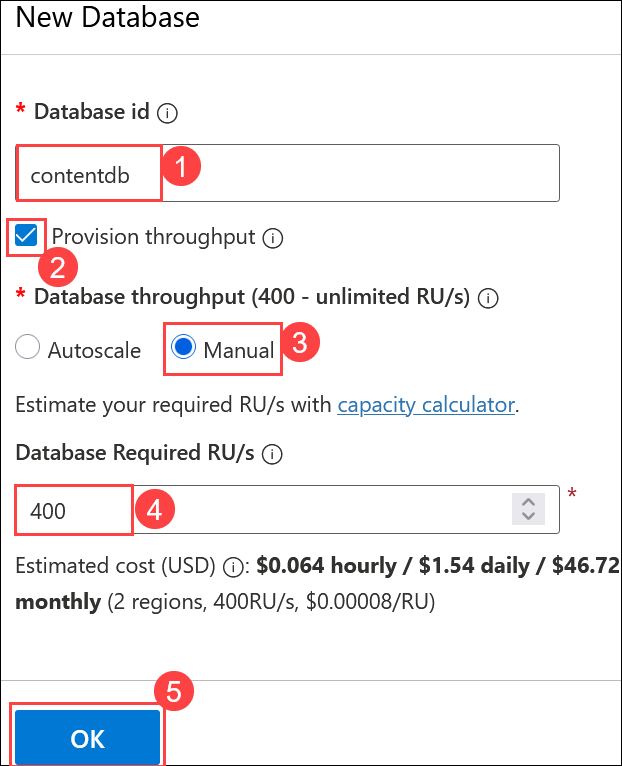 New Database
* Database id ⓘ
contentdb 1
Provision throughput ⓘ
2
* Database throughput (400 - unlimited RU/s) ⓘ
Autoscale Manual 3
Estimate your required RU/s with capacity calculator.
Database Required RU/s ⓘ
400 4 *
Estimated cost (USD) ⓘ: $0.064 hourly / $1.54 daily / $46.72
monthly (2 regions, 400RU/s, $0.00008/RU)
5
OK